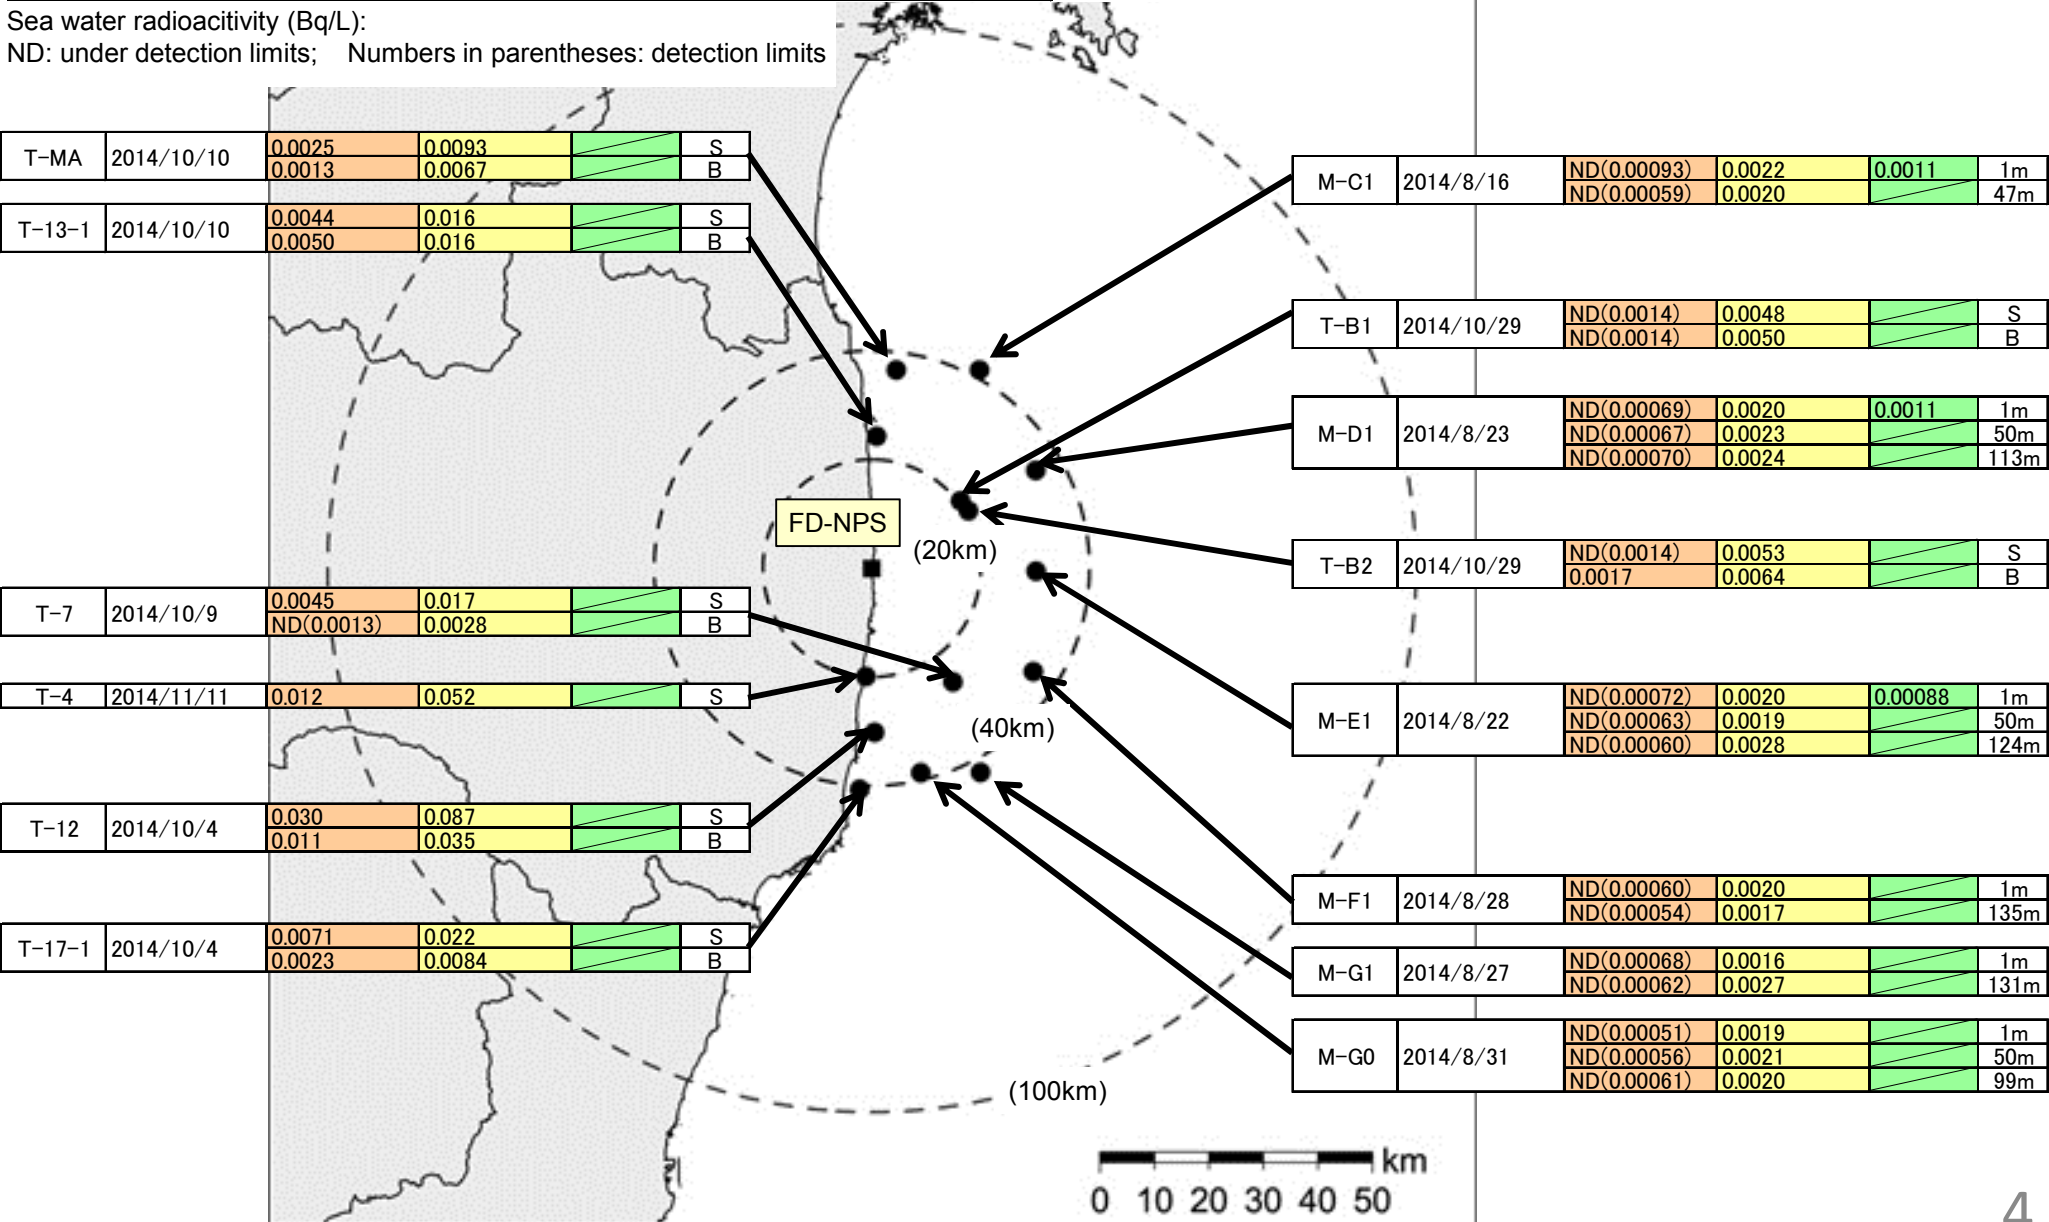 Sea water radioacitivity (Bq/L):
ND: under detection limits; Numbers in parentheses: detection limits
T-MA 2014/10/10 0.0025 0.0093 S
0.0013 0.0067 B
T-13-1 2014/10/10 0.0044 0.016 S
0.0050 0.016 B
T-7 2014/10/9 0.0045 0.017 S
ND(0.0013) 0.0028 B
T-4 2014/11/11 0.012 0.052 S
T-12 2014/10/4 0.030 0.087 S
0.011 0.035 B
T-17-1 2014/10/4 0.0071 0.022 S
0.0023 0.0084 B
FD-NPS
(20km)
(40km)
(100km)
M-C1 2014/8/16 ND(0.00093) 0.0022 0.0011 1m
ND(0.00059) 0.0020 47m
T-B1 2014/10/29 ND(0.0014) 0.0048 S
ND(0.0014) 0.0050 B
M-D1 2014/8/23 ND(0.00069) 0.0020 0.0011 1m
ND(0.00067) 0.0023 50m
ND(0.00070) 0.0024 113m
T-B2 2014/10/29 ND(0.0014) 0.0053 S
0.0017 0.0064 B
M-E1 2014/8/22 ND(0.00072) 0.0020 0.00088 1m
ND(0.00063) 0.0019 50m
ND(0.00060) 0.0028 124m
M-F1 2014/8/28 ND(0.00060) 0.0020 1m
ND(0.00054) 0.0017 135m
M-G1 2014/8/27 ND(0.00068) 0.0016 1m
ND(0.00062) 0.0027 131m
M-G0 2014/8/31 ND(0.00051) 0.0019 1m
ND(0.00056) 0.0021 50m
ND(0.00061) 0.0020 99m
km
0 10 20 30 40 50
4